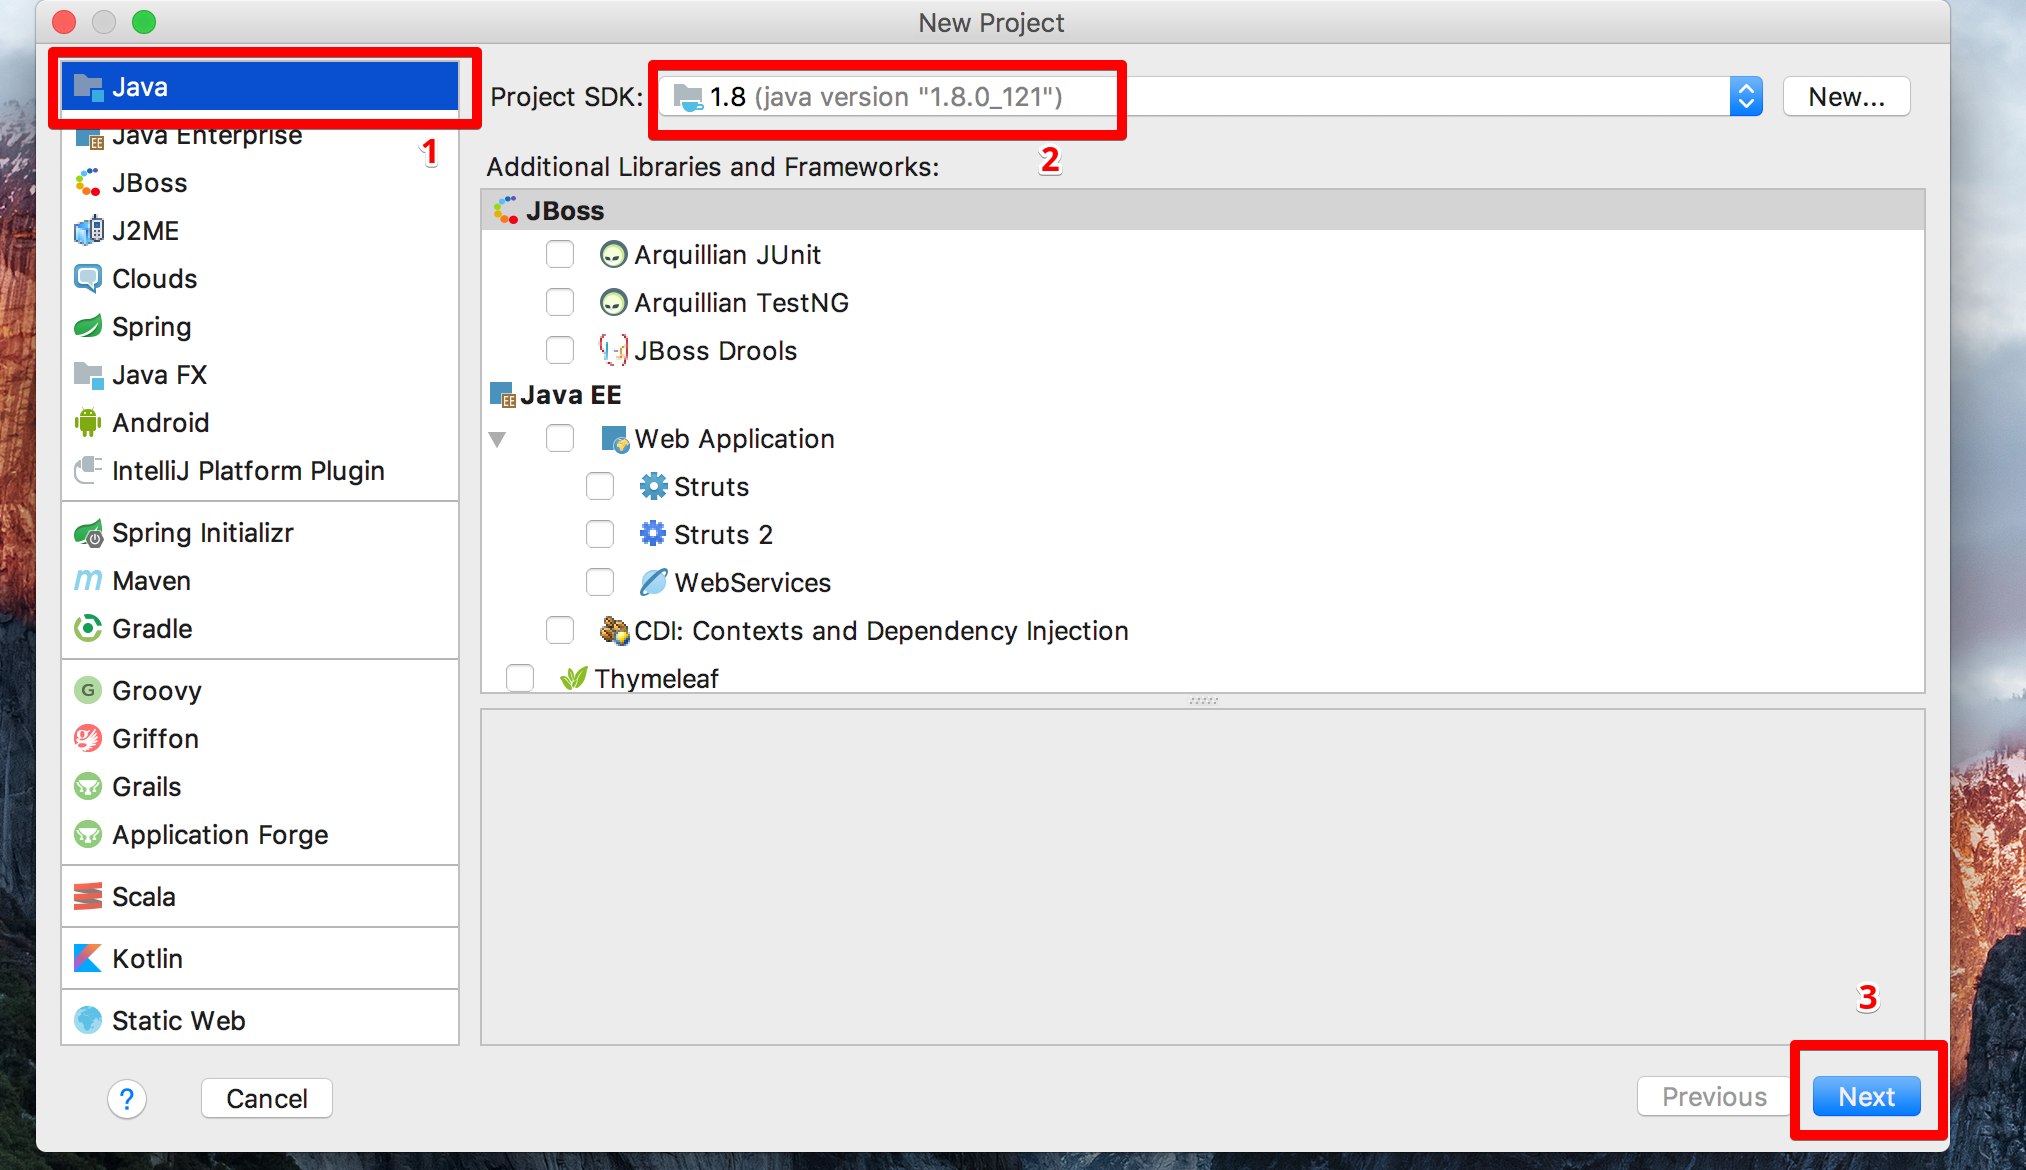 New Project
Java
Java Enterprise
1
JBoss
J2ME
Clouds
Spring
Java FX
Android
IntelliJ Platform Plugin
Spring Initializr
Maven
Gradle
Groovy
Griffon
Grails
Application Forge
Scala
Kotlin
Static Web
Project SDK: 1.8 (java version "1.8.0_121") New...
2
Additional Libraries and Frameworks:
JBoss
Arquillian JUnit
Arquillian TestNG
JBoss Drools
Java EE
Web Application
Struts
Struts 2
WebServices
CDI: Contexts and Dependency Injection
Thymeleaf
3
? Cancel Previous Next